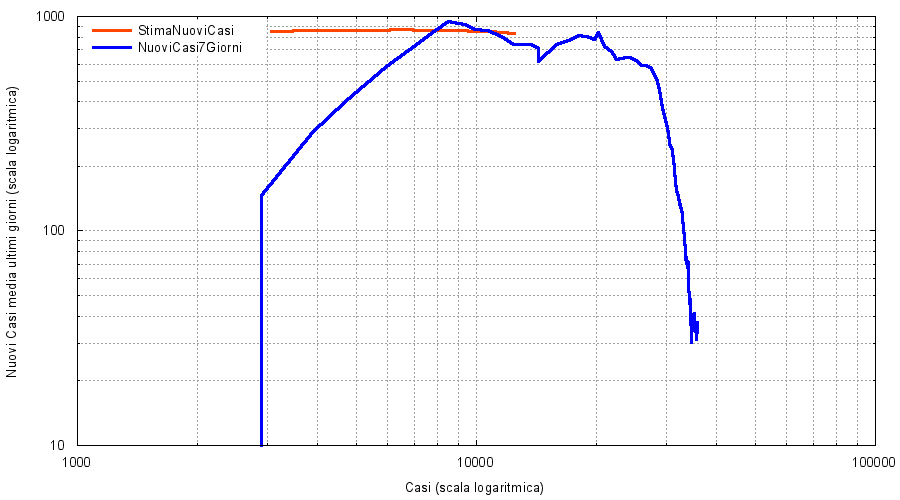 1000
StimaNuoviCasi
NuoviCasi7Giorni
100
10
Nuovi Casi media ultimi giorni (scala logaritmica)
1000
10000
100000
Casi (scala logaritmica)